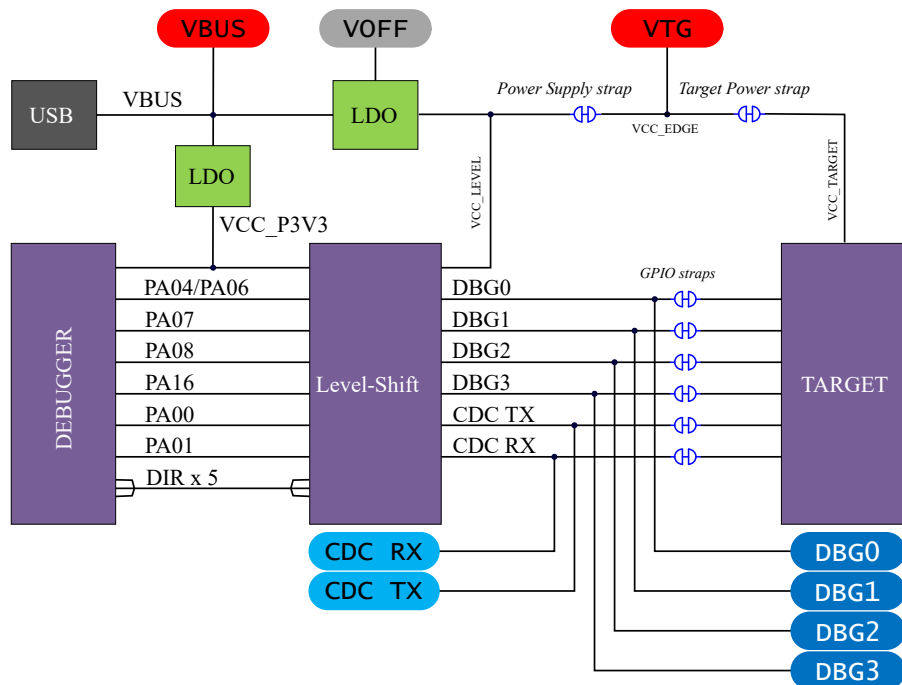 VBUS
VOFF
VTG
USB
VBUS
LDO
Power Supply strap
Target Power strap
VCC_EDGE
LDO
VCC_LEVEL
VCC_TARGET
VCC_P3V3
DEBUGGER
PA04/PA06
PA07
PA08
PA16
PA00
PA01
DIR x 5
Level-Shift
DBG0
DBG1
DBG2
DBG3
CDC TX
CDC RX
GPIO straps
TARGET
CDC RX
CDC TX
DBG0
DBG1
DBG2
DBG3